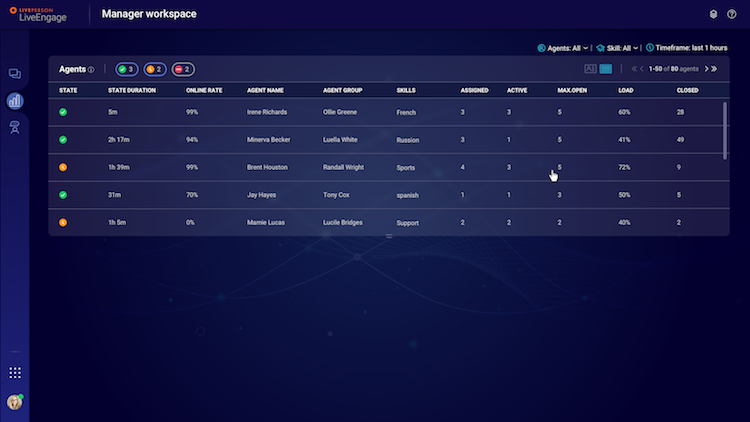 LIVEPERSON
LiveEngage
Manager workspace
Agents: All
Skill: All
Timeframe: last 1 hours
Agents
3
2
2
1-50 of 80 agents
STATE STATE DURATION ONLINE RATE AGENT NAME AGENT GROUP SKILLS ASSIGNED ACTIVE MAX.OPEN LOAD CLOSED
5m 99% Irene Richards Ollie Greene French 3 3 5 60% 28
2h 17m 94% Minerva Becker Luella White Russion 3 1 5 41% 49
1h 39m 99% Brent Houston Randall Wright Sports 4 3 5 72% 9
31m 70% Jay Hayes Tony Cox spanish 1 1 3 50% 5
1h 5m 0% Mamie Lucas Lucile Bridges Support 2 2 2 40% 2